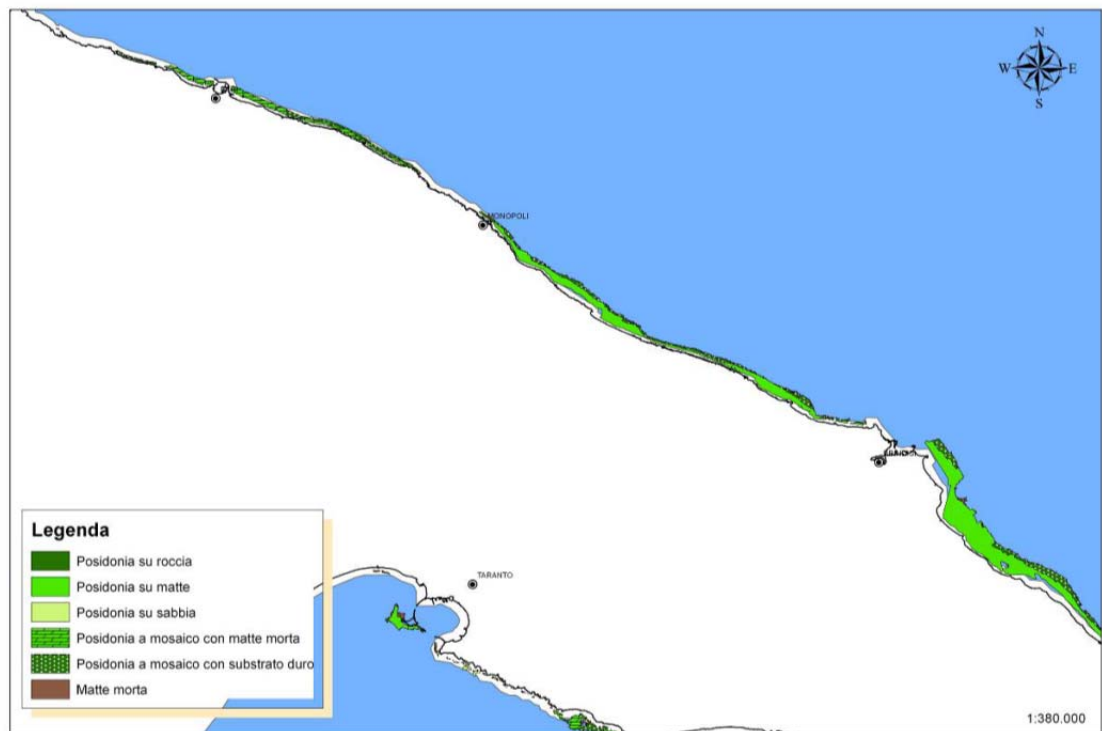 N
W E
S
MONOPOLI
TARANTO
Legenda
Posidonia su roccia
Posidonia su matte
Posidonia su sabbia
Posidonia a mosaico con matte morta
Posidonia a mosaico con substrato duro
Matte morta
1:380.000